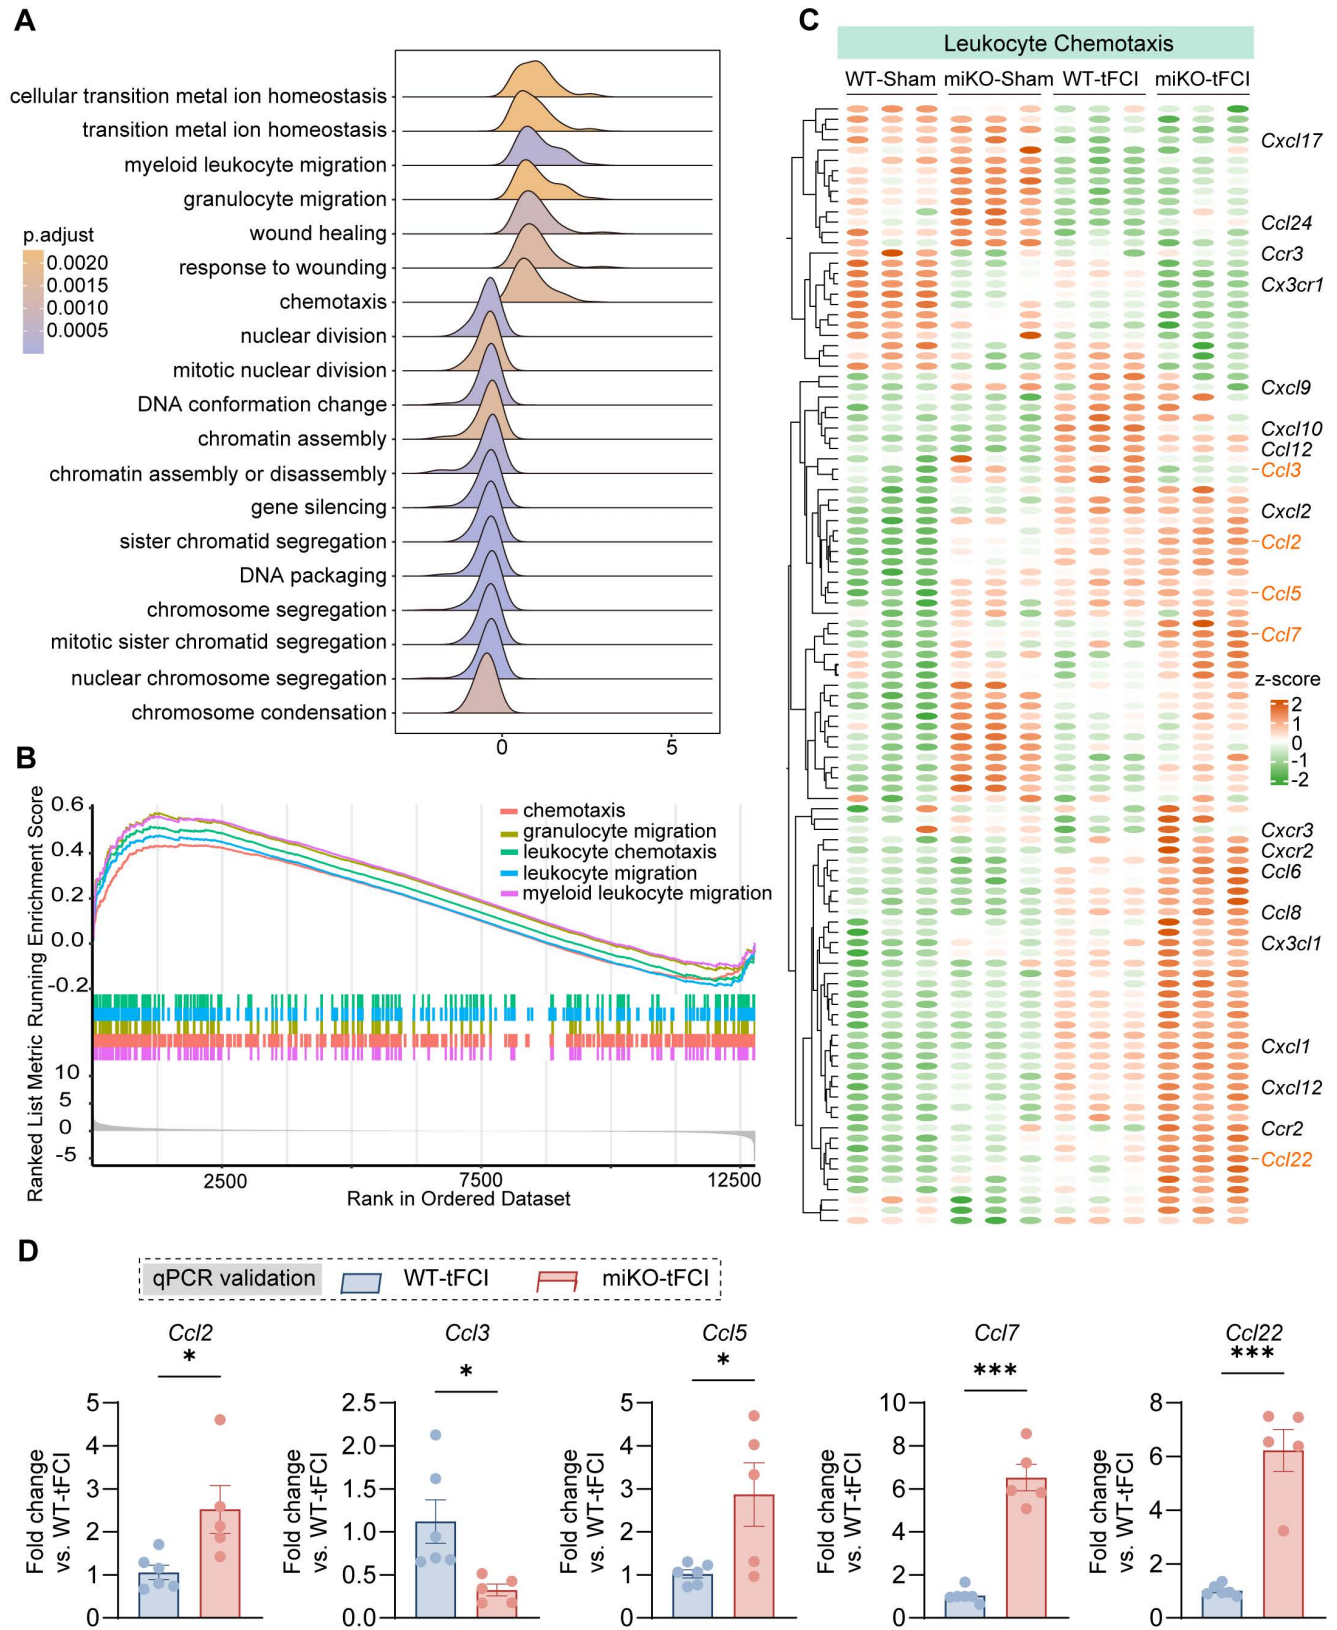 A
cellular transition metal ion homeostasis
transition metal ion homeostasis
myeloid leukocyte migration
granulocyte migration
wound healing
response to wounding
chemotaxis
nuclear division
mitotic nuclear division
DNA conformation change
chromatin assembly
chromatin assembly or disassembly
gene silencing
sister chromatid segregation
DNA packaging
chromosome segregation
mitotic sister chromatid segregation
nuclear chromosome segregation
chromosome condensation
p.adjust
0.0020
0.0015
0.0010
0.0005
0 5
B
Ranked List Metric Running Enrichment Score
0.6
0.4
0.2
0.0
-0.2
10
5
0
-5
chemotaxis
granulocyte migration
leukocyte chemotaxis
leukocyte migration
myeloid leukocyte migration
2500 7500 12500
Rank in Ordered Dataset
C
Leukocyte Chemotaxis
WT-Sham miKO-Sham WT-tFCI miKO-tFCI
Cxcl17
Ccl24
Ccr3
Cx3cr1
Cxcl9
Cxcl10
Ccl12
Ccl3
Cxcl2
Ccl2
Ccl5
Ccl7
z-score
2
1
0
-1
-2
Cxcr3
Cxcr2
Ccl6
Ccl8
Cx3cl1
Cxcl1
Cxcl12
Ccr2
Ccl22
D
qPCR validation WT-tFCI miKO-tFCI
Ccl2
*
Fold change
vs. WT-tFCI
5
4
3
2
1
0
Ccl3
*
Fold change
vs. WT-tFCI
2.5
2.0
1.5
1.0
0.5
0.0
Ccl5
*
Fold change
vs. WT-tFCI
5
4
3
2
1
0
Ccl7
***
Fold change
vs. WT-tFCI
10
8
6
4
2
0
Ccl22
***
Fold change
vs. WT-tFCI
8
6
4
2
0